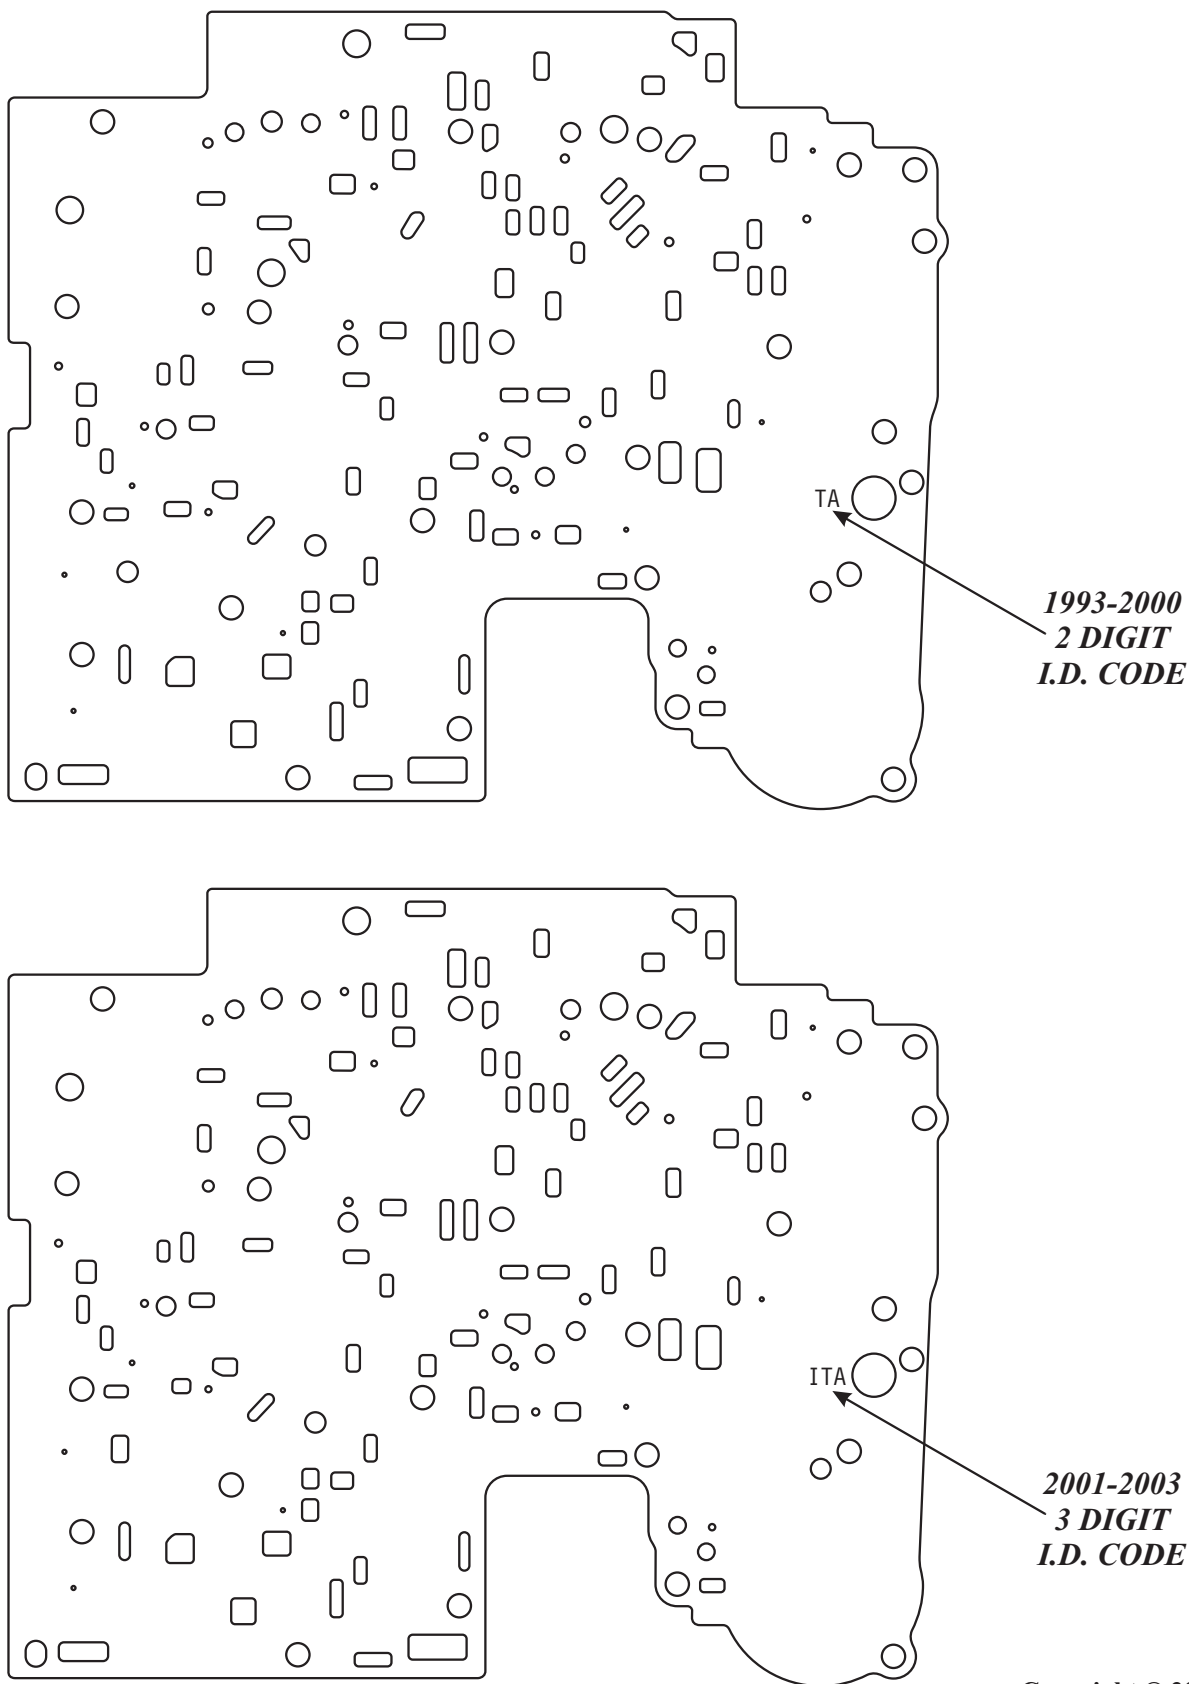 TA
1993-2000
2 DIGIT
I.D. CODE
ITA
2001-2003
3 DIGIT
I.D. CODE